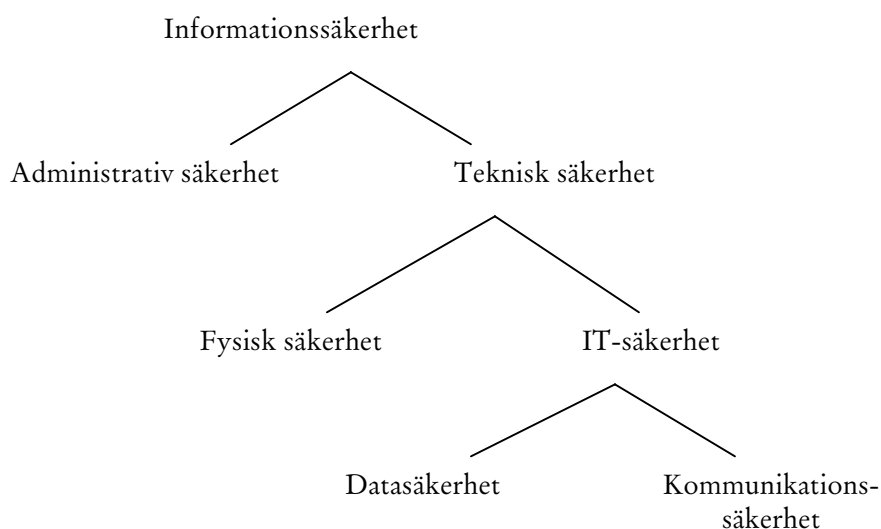 Informationssäkerhet
Administrativ säkerhet
Teknisk säkerhet
Fysisk säkerhet
IT-säkerhet
Datasäkerhet
Kommunikations-
säkerhet